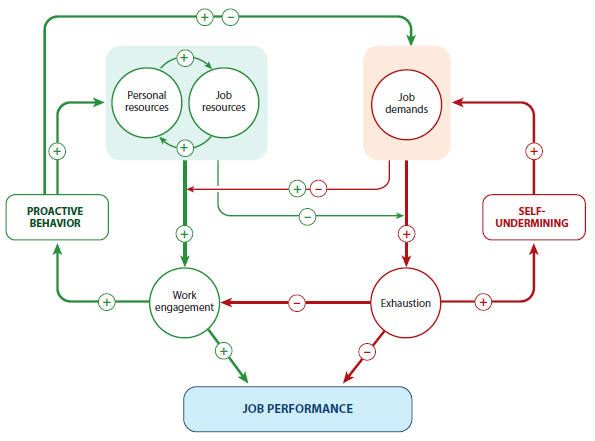 + −
+
Personal
resources
Job
resources
+
Job
demands
+
+
+ −
−
PROACTIVE
BEHAVIOR
SELF-
UNDERMINING
+
+
Work
engagement
Exhaustion
+
−
+
+
−
JOB PERFORMANCE